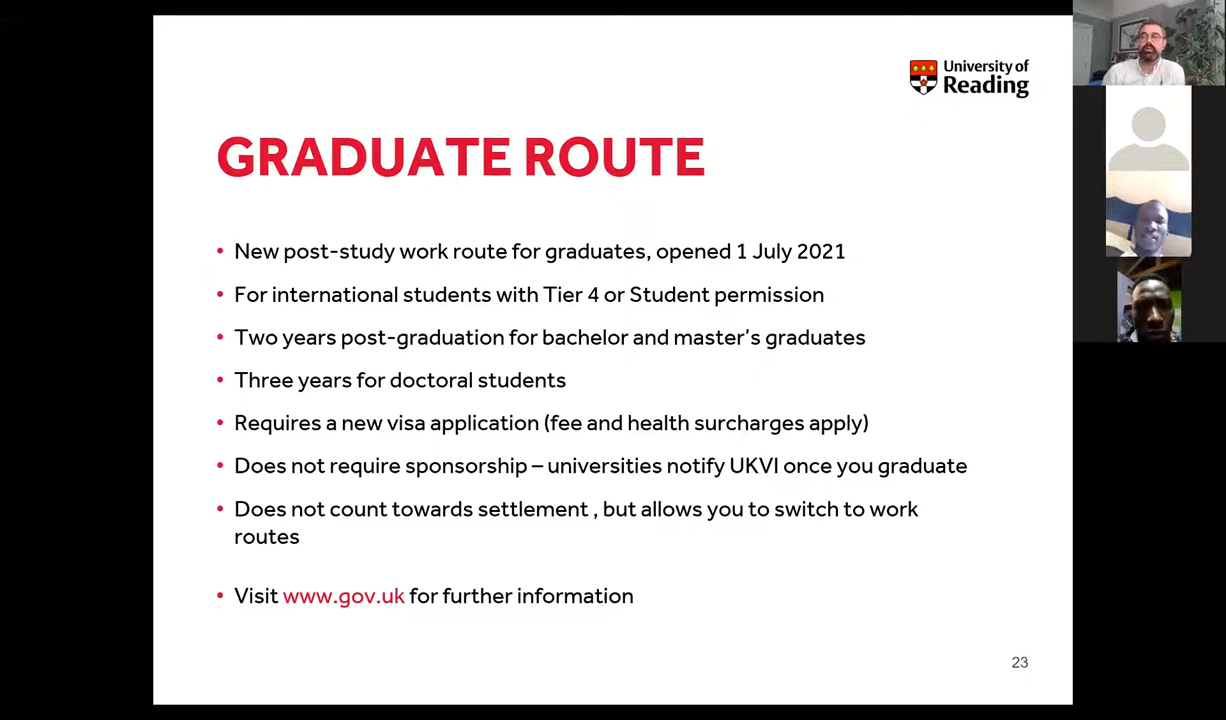 University of
Reading
GRADUATE ROUTE
• New post-study work route for graduates, opened 1 July 2021
• For international students with Tier 4 or Student permission
• Two years post-graduation for bachelor and master's graduates
• Three years for doctoral students
• Requires a new visa application (fee and health surcharges apply)
• Does not require sponsorship – universities notify UKVI once you graduate
• Does not count towards settlement , but allows you to switch to work
routes
• Visit www.gov.uk for further information
23